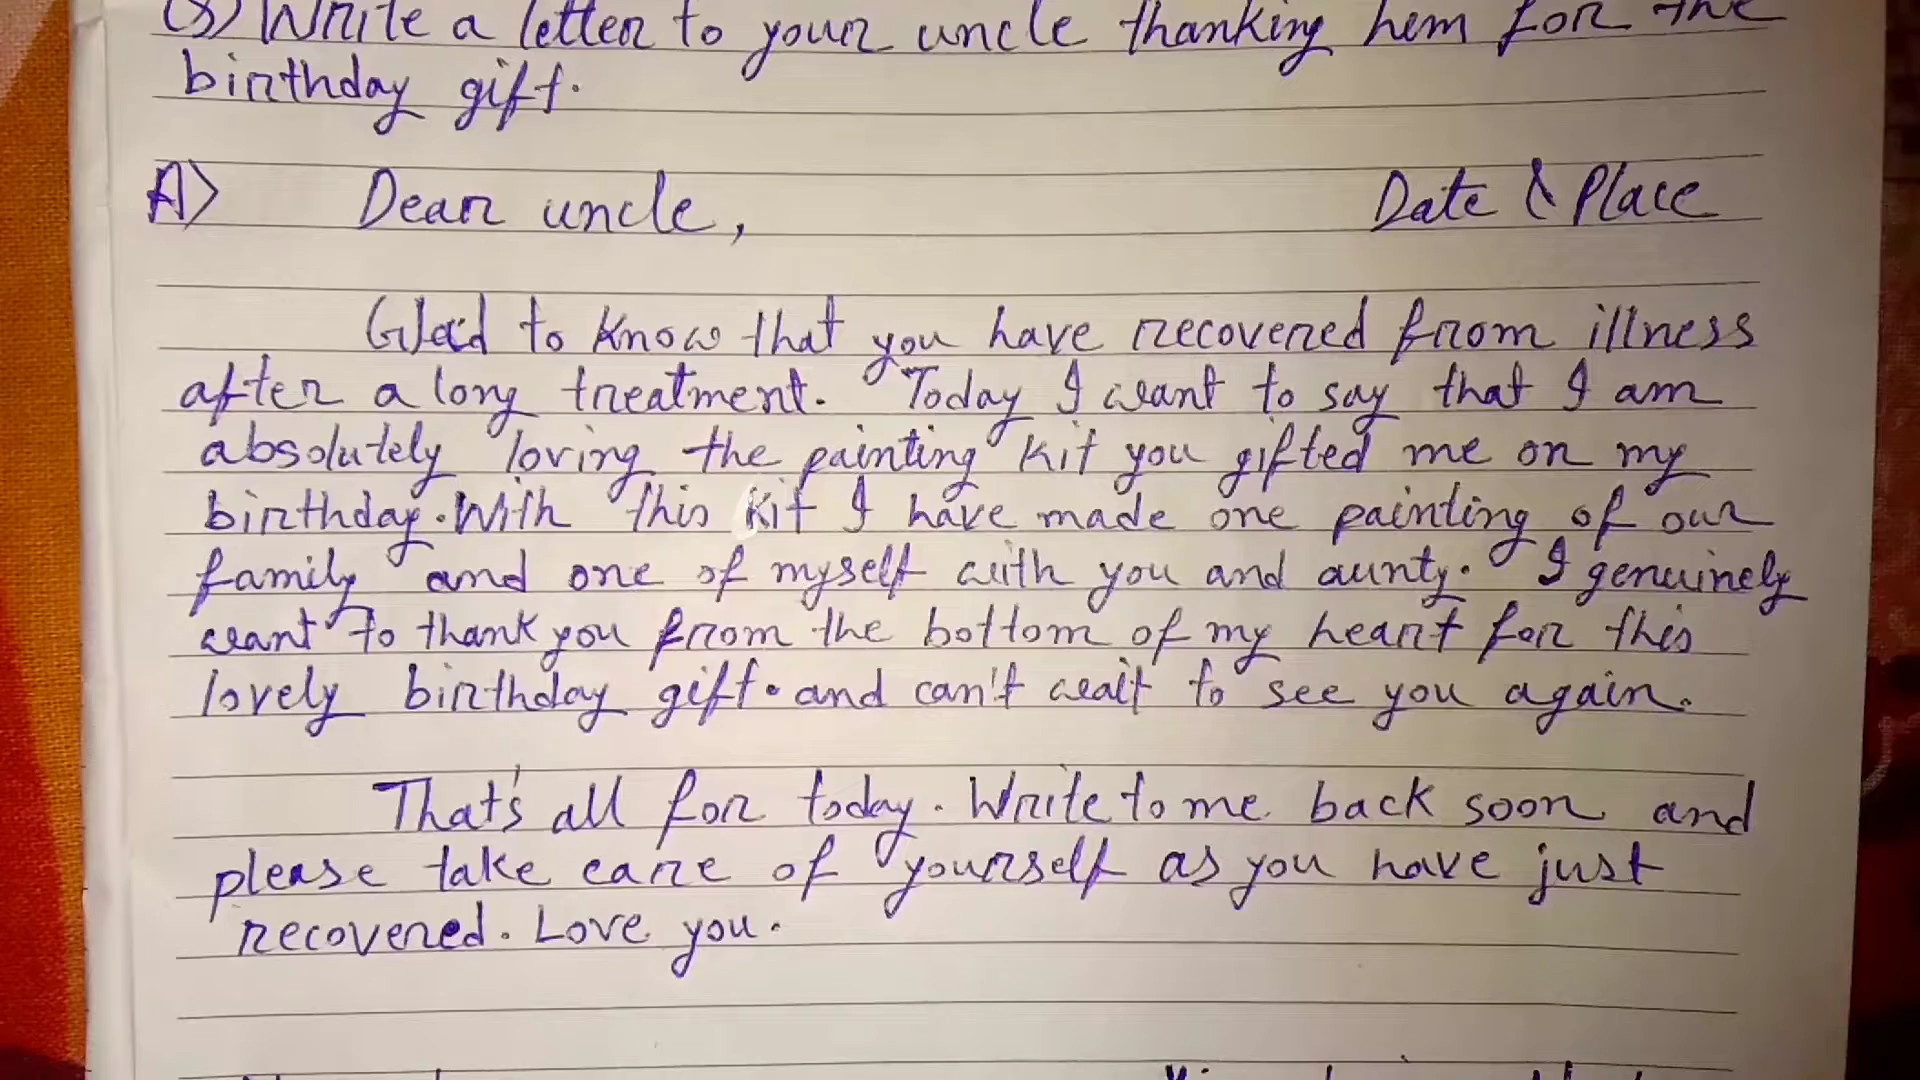 (3) Write a letter to your uncle thanking him for the
birthday gift.
A> Dear uncle, Date & Place
Glad to know that you have recovered from illness
after a long treatment. Today I want to say that I am
absolutely loving the painting kit you gifted me on my
birthday. With this kit I have made one painting of our
family and one of myself with you and aunty. I genuinely
want to thank you from the bottom of my heart for this
lovely birthday gift. and can't wait to see you again.
That's all for today. Write to me back soon and
please take care of yourself as you have just
recovered. Love you.